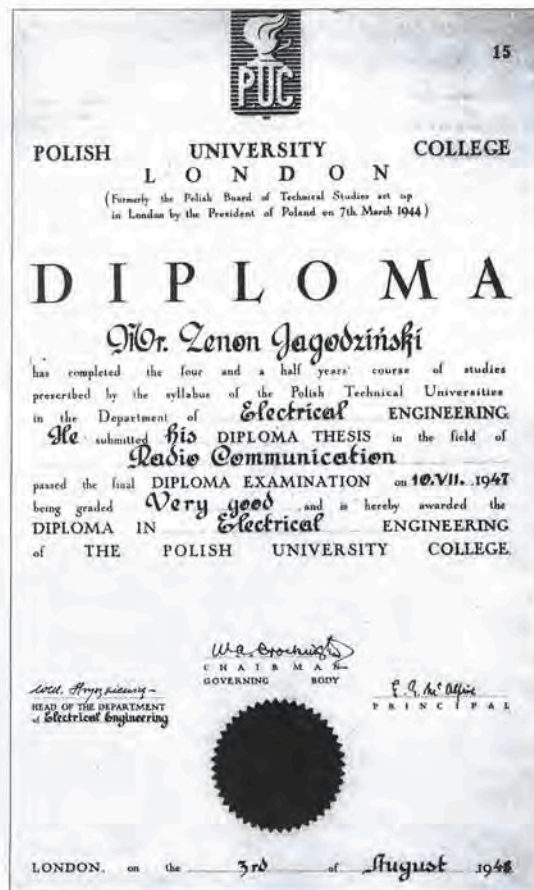 15
PUC
POLISH UNIVERSITY COLLEGE
LONDON
(Formerly the Polish Board of Technical Studies set up
in London by the President of Poland on 7th March 1944)
DIPLOMA
Mr. Zenon Jagodziński
has completed the four and a half years' course of studies
prescribed by the syllabus of the Polish Technical Universities
in the Department of Electrical ENGINEERING.
He submitted his DIPLOMA THESIS in the field of
Radio Communication
passed the final DIPLOMA EXAMINATION on 10.VII. 1947
being graded Very good and is hereby awarded the
DIPLOMA IN Electrical ENGINEERING
of THE POLISH UNIVERSITY COLLEGE.
CHAIRMAN
GOVERNING BODY
HEAD OF THE DEPARTMENT
of Electrical Engineering
PRINCIPAL
LONDON, on the 3rd of August